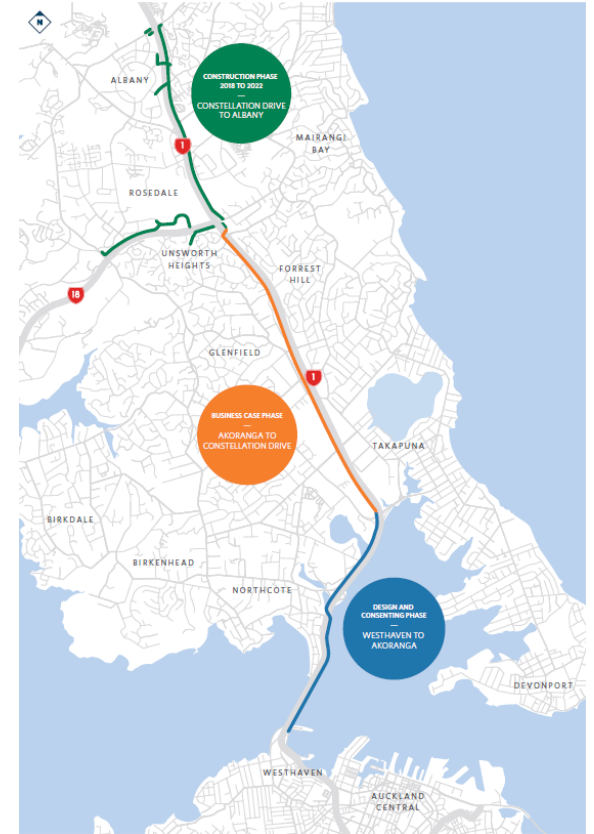 N
ALBANY
CONSTRUCTION PHASE
2018 TO 2022
—
CONSTELLATION DRIVE
TO ALBANY
MAIRANGI
BAY
1
ROSEDALE
UNSWORTH
HEIGHTS
FORREST
HILL
18
GLENFIELD
1
BUSINESS CASE PHASE
—
AKORANGA TO
CONSTELLATION DRIVE
TAKAPUNA
BIRKDALE
BIRKENHEAD
NORTHCOTE
DESIGN AND
CONSENTING PHASE
—
WESTHAVEN TO
AKORANGA
DEVONPORT
WESTHAVEN
AUCKLAND
CENTRAL